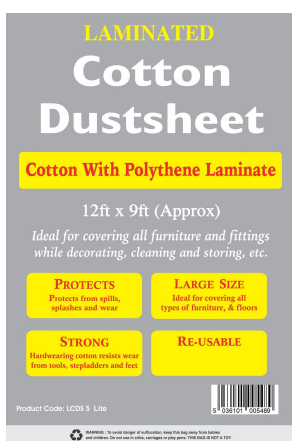 LAMINATED
Cotton
Dustsheet
Cotton With Polythene Laminate
12ft x 9ft (Approx)
Ideal for covering all furniture and fittings
while decorating, cleaning and storing, etc.
PROTECTS
Protects from spills,
splashes and wear
LARGE SIZE
Ideal for covering all
types of furniture, & floors
STRONG
Hardwearing cotton resists wear
from tools, stepladders and feet
RE-USABLE
Product Code: LCDS 5 Lite
5 036101 005489
WARNING : To avoid danger of suffocation, keep this bag away from babies
and children. Do not use in cribs, carriages or play pens. THIS BAG IS NOT A TOY